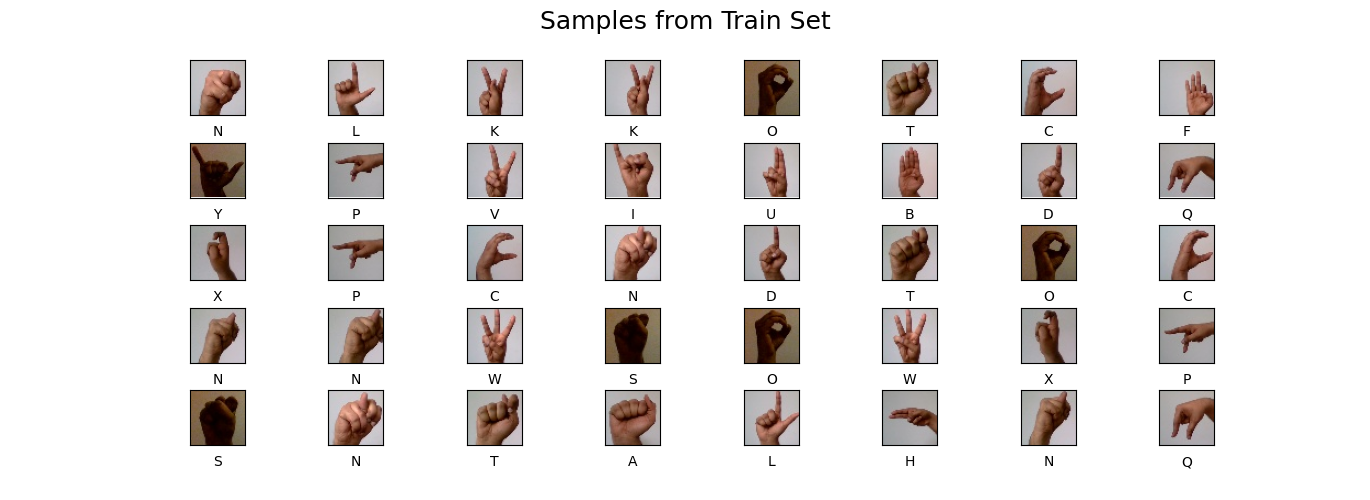 Samples from Train Set
N L K K O T C F
Y P V I U B D Q
X P C N D T O C
N N W S O W X P
S N T A L H N Q